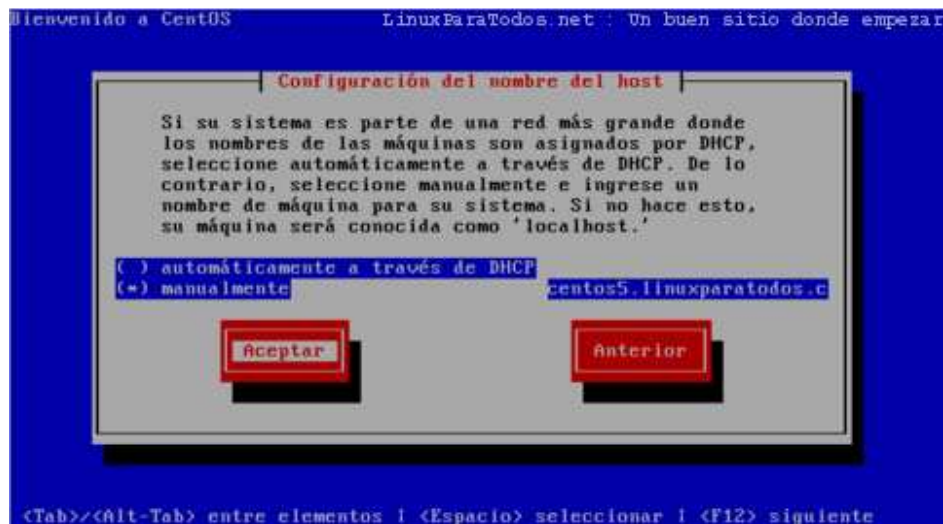 Bienvenido a CentOS LinuxParaTodos.net : Un buen sitio donde empezar
Configuración del nombre del host
Si su sistema es parte de una red más grande donde
los nombres de las máquinas son asignados por DHCP,
seleccione automáticamente a través de DHCP. De lo
contrario, seleccione manualmente e ingrese un
nombre de máquina para su sistema. Si no hace esto,
su máquina será conocida como 'localhost.'
( ) automáticamente a través de DHCP
(*) manualmente centos5.linuxparatodos.c
Aceptar Anterior
<Tab>/<Alt-Tab> entre elementos | <Espacio> seleccionar | <F12> siguiente